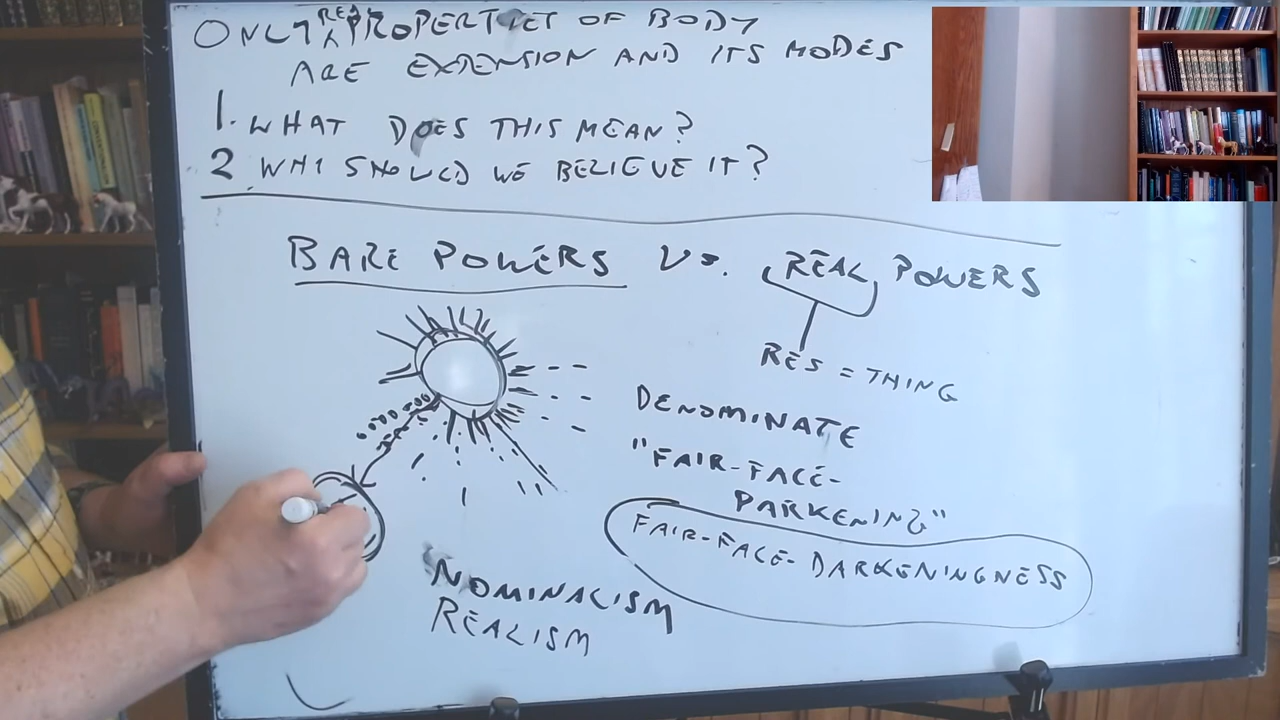 ONLY REAL PROPERTIES OF BODY
ARE EXTENSION AND ITS MODES
1. WHAT DOES THIS MEAN?
2 WHY SHOULD WE BELIEVE IT?
BARE POWERS VS. REAL POWERS
RES = THING
DENOMINATE
"FAIR-FACE-
DARKENING"
FAIR-FACE-DARKENINGNESS
NOMINALISM
REALISM